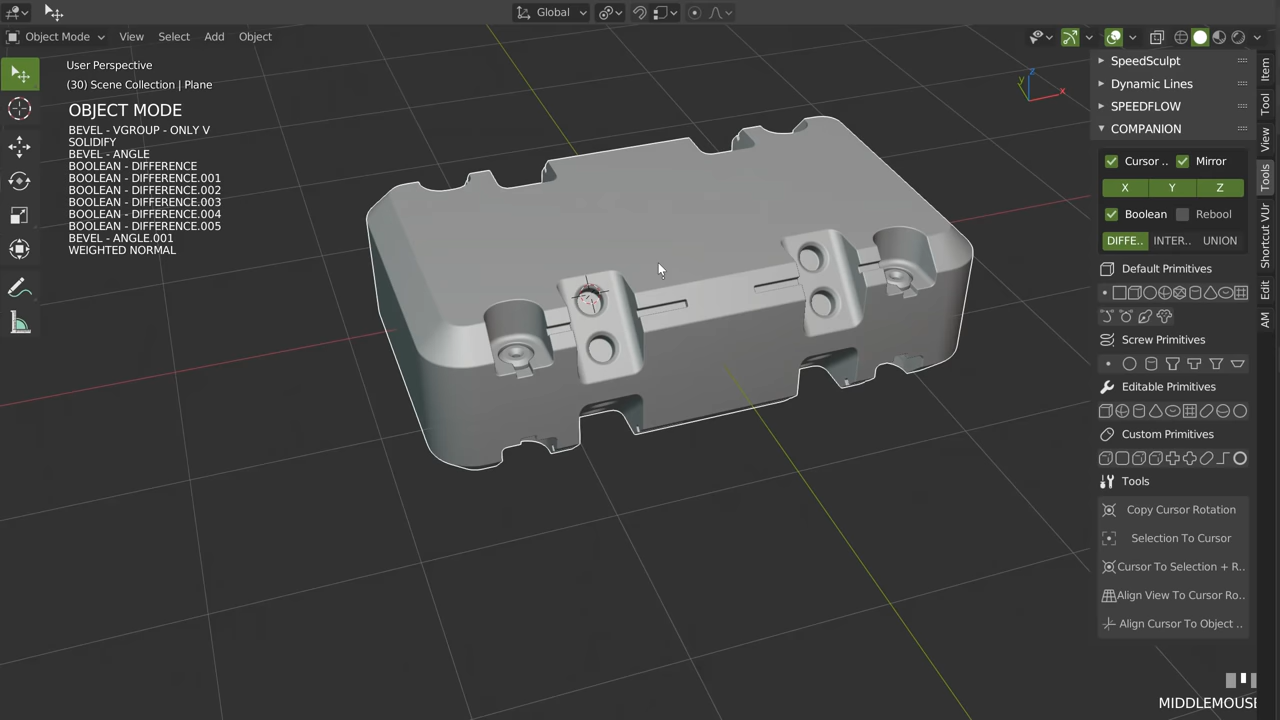 Global
Object Mode View Select Add Object
User Perspective
(30) Scene Collection | Plane
OBJECT MODE
BEVEL - VGROUP - ONLY V
SOLIDIFY
BEVEL - ANGLE
BOOLEAN - DIFFERENCE
BOOLEAN - DIFFERENCE.001
BOOLEAN - DIFFERENCE.002
BOOLEAN - DIFFERENCE.003
BOOLEAN - DIFFERENCE.004
BOOLEAN - DIFFERENCE.005
BEVEL - ANGLE.001
WEIGHTED NORMAL
Z
Y
X
SpeedSculpt
Dynamic Lines
SPEEDFLOW
COMPANION
Cursor .. Mirror
X Y Z
Boolean Rebool
DIFFE.. INTER.. UNION
Default Primitives
Screw Primitives
Editable Primitives
Custom Primitives
Tools
Copy Cursor Rotation
Selection To Cursor
Cursor To Selection + R..
Align View To Cursor Ro..
Align Cursor To Object ..
Item
Tool
View
Tools
Shortcut VUr
Edit
AM
MIDDLEMOUSE